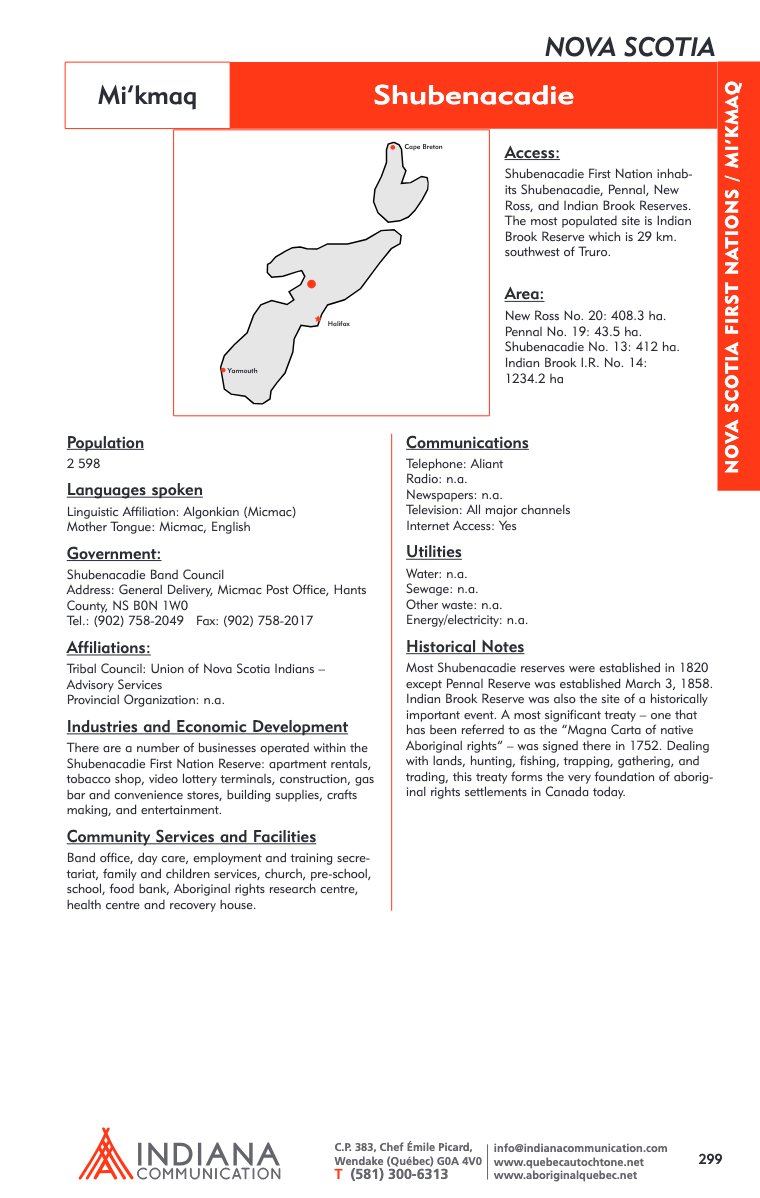 NOVA SCOTIA
Mi'kmaq
Shubenacadie
NOVA SCOTIA FIRST NATIONS / MI'KMAQ
Cape Breton
Halifax
Yarmouth
Access:
Shubenacadie First Nation inhab-
its Shubenacadie, Pennal, New
Ross, and Indian Brook Reserves.
The most populated site is Indian
Brook Reserve which is 29 km.
southwest of Truro.
Area:
New Ross No. 20: 408.3 ha.
Pennal No. 19: 43.5 ha.
Shubenacadie No. 13: 412 ha.
Indian Brook I.R. No. 14:
1234.2 ha
Population
2 598
Languages spoken
Linguistic Affiliation: Algonkian (Micmac)
Mother Tongue: Micmac, English
Government:
Shubenacadie Band Council
Address: General Delivery, Micmac Post Office, Hants
County, NS B0N 1W0
Tel.: (902) 758-2049   Fax: (902) 758-2017
Affiliations:
Tribal Council: Union of Nova Scotia Indians –
Advisory Services
Provincial Organization: n.a.
Industries and Economic Development
There are a number of businesses operated within the
Shubenacadie First Nation Reserve: apartment rentals,
tobacco shop, video lottery terminals, construction, gas
bar and convenience stores, building supplies, crafts
making, and entertainment.
Community Services and Facilities
Band office, day care, employment and training secre-
tariat, family and children services, church, pre-school,
school, food bank, Aboriginal rights research centre,
health centre and recovery house.
Communications
Telephone: Aliant
Radio: n.a.
Newspapers: n.a.
Television: All major channels
Internet Access: Yes
Utilities
Water: n.a.
Sewage: n.a.
Other waste: n.a.
Energy/electricity: n.a.
Historical Notes
Most Shubenacadie reserves were established in 1820
except Pennal Reserve was established March 3, 1858.
Indian Brook Reserve was also the site of a historically
important event. A most significant treaty – one that
has been referred to as the "Magna Carta of native
Aboriginal rights" – was signed there in 1752. Dealing
with lands, hunting, fishing, trapping, gathering, and
trading, this treaty forms the very foundation of aborig-
inal rights settlements in Canada today.
INDIANA
COMMUNICATION
C.P. 383, Chef Émile Picard,
Wendake (Québec) G0A 4V0
T (581) 300-6313
info@indianacommunication.com
www.quebecautochtone.net
www.aboriginalquebec.net
299